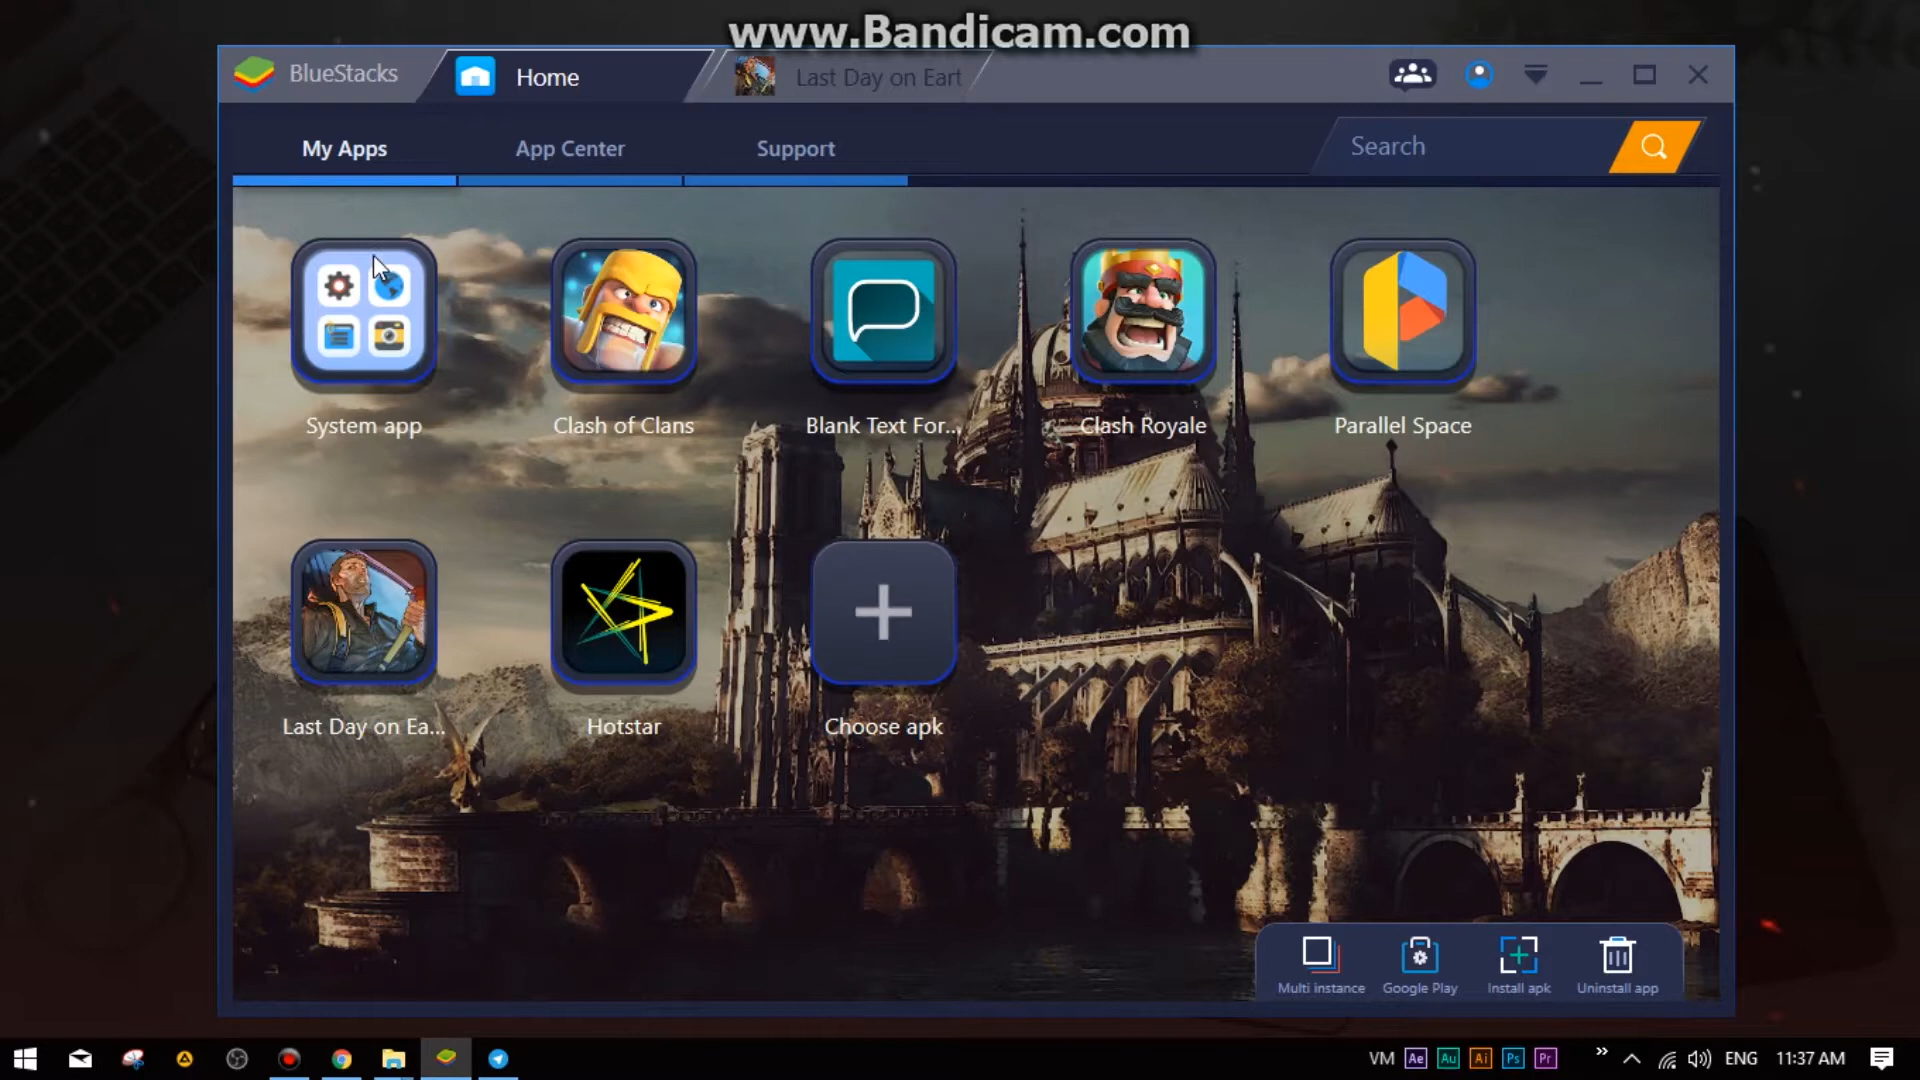 www.Bandicam.com
BlueStacks
Home
Last Day on Eart
My Apps
App Center
Support
Search
System app
Clash of Clans
Blank Text For...
Clash Royale
Parallel Space
Last Day on Ea...
Hotstar
Choose apk
Multi instance
Google Play
Install apk
Uninstall app
VM
Ae
Au
Ai
Ps
Pr
ENG
11:37 AM